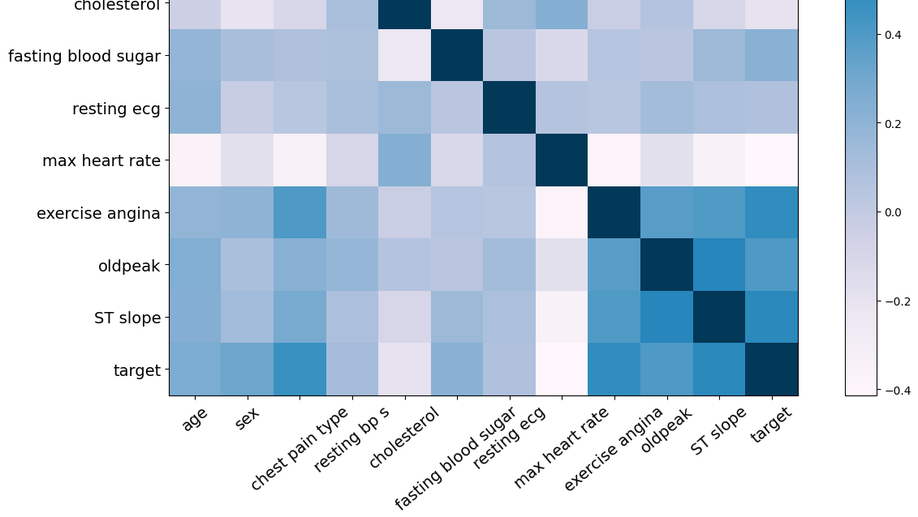 cholesterol
fasting blood sugar
resting ecg
max heart rate
exercise angina
oldpeak
ST slope
target
age
sex
chest pain type
resting bp s
cholesterol
fasting blood sugar
resting ecg
max heart rate
exercise angina
oldpeak
ST slope
target
0.4
0.2
0.0
−0.2
−0.4